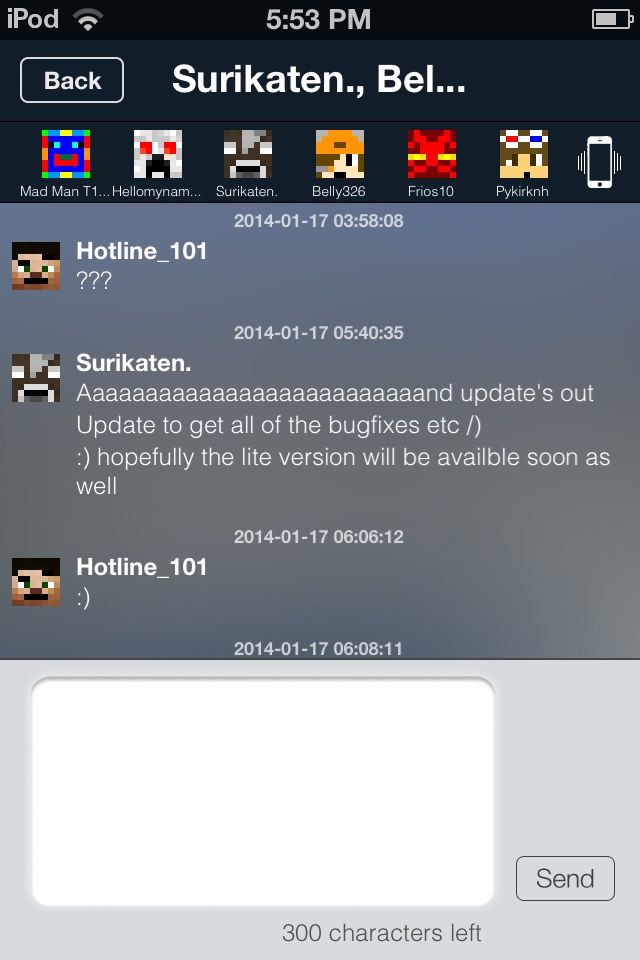 iPod 5:53 PM
Back Surikaten., Bel...
Mad Man T1... Hellomynam... Surikaten. Belly326 Frios10 Pykirknh
2014-01-17 03:58:08
Hotline_101
???
2014-01-17 05:40:35
Surikaten.
Aaaaaaaaaaaaaaaaaaaaaaaaaand update's out
Update to get all of the bugfixes etc /)
:) hopefully the lite version will be availble soon as
well
2014-01-17 06:06:12
Hotline_101
:)
2014-01-17 06:08:11
Send
300 characters left